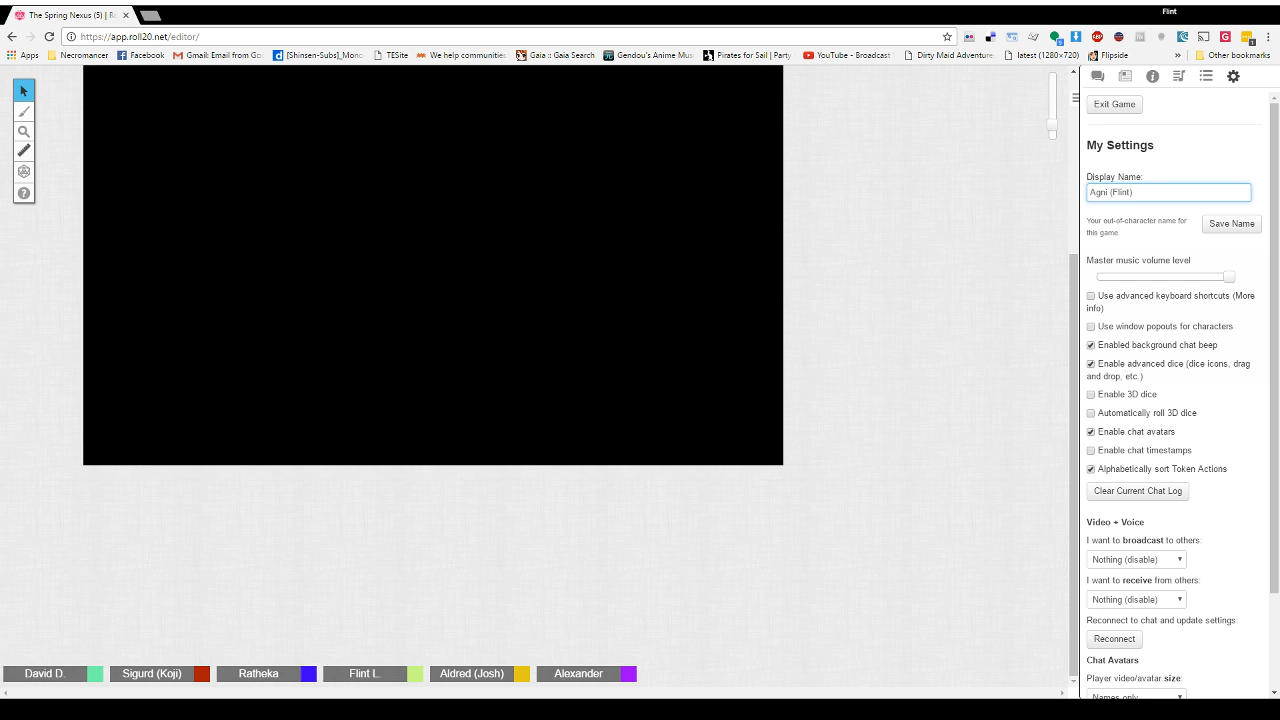 Flint
The Spring Nexus (5) | Ro
https://app.roll20.net/editor/
Apps Necromancer Facebook Gmail: Email from Goo [Shinsen-Subs]_Mono TESite We help communities Gaia :: Gaia Search Gendou's Anime Mus Pirates for Sail | Party YouTube - Broadcast Dirty Maid Adventure latest (1280×720) Flipside » Other bookmarks
Exit Game
My Settings
Display Name:
Agni (Flint)
Your out-of-character name for
this game.
Save Name
Master music volume level
Use advanced keyboard shortcuts (More
info)
Use window popouts for characters
Enabled background chat beep
Enable advanced dice (dice icons, drag
and drop, etc.)
Enable 3D dice
Automatically roll 3D dice
Enable chat avatars
Enable chat timestamps
Alphabetically sort Token Actions
Clear Current Chat Log
Video + Voice
I want to broadcast to others:
Nothing (disable)
I want to receive from others:
Nothing (disable)
Reconnect to chat and update settings:
Reconnect
Chat Avatars
Player video/avatar size:
Names only
David D. Sigurd (Koji) Ratheka Flint L. Aldred (Josh) Alexander